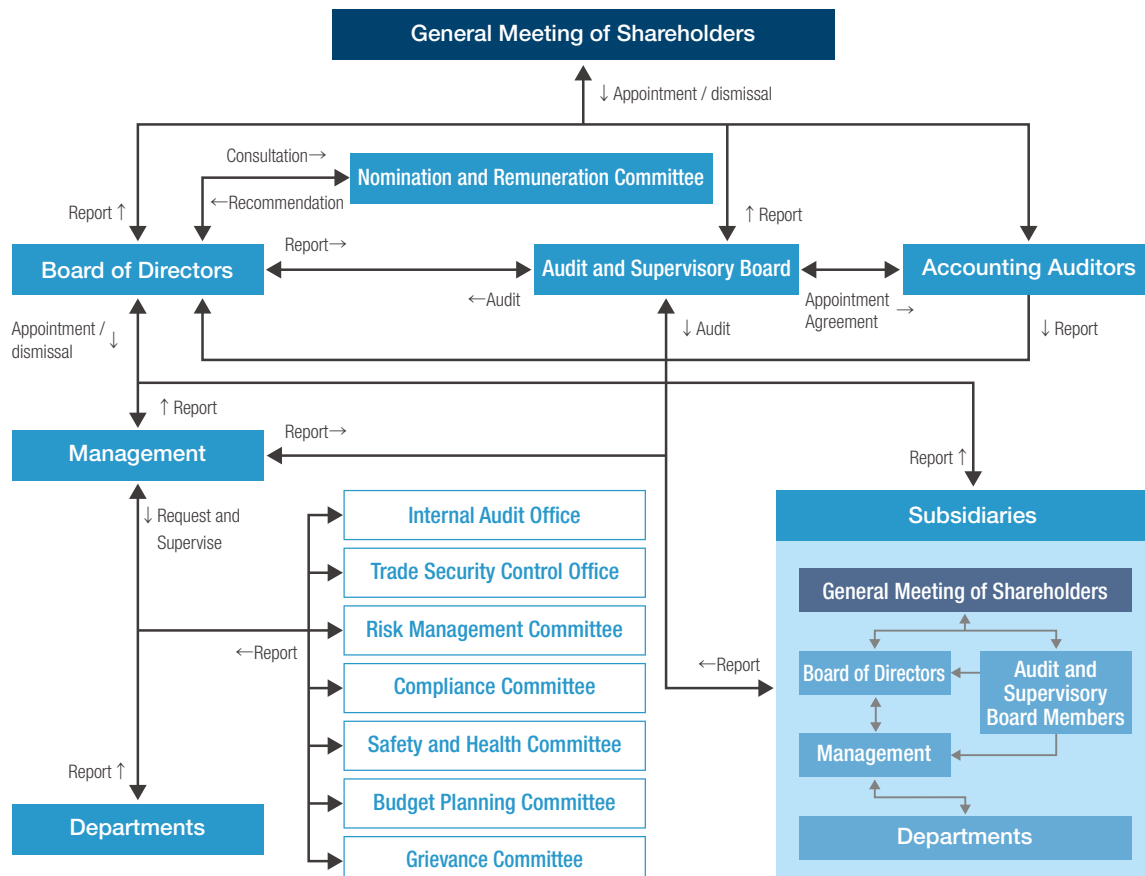 General Meeting of Shareholders
↓ Appointment / dismissal
Consultation→
Nomination and Remuneration Committee
←Recommendation
Report ↑
↑ Report
Report→
Board of Directors
Audit and Supervisory Board
Accounting Auditors
←Audit
Appointment
Agreement →
Appointment /
dismissal ↓
↓ Audit
↓ Report
↑ Report
Management
Report→
Report ↑
↓ Request and
Supervise
Internal Audit Office
Trade Security Control Office
Risk Management Committee
←Report
Compliance Committee
Safety and Health Committee
Budget Planning Committee
Grievance Committee
Report ↑
Departments
←Report
Subsidiaries
General Meeting of Shareholders
Board of Directors
Audit and
Supervisory
Board Members
Management
Departments